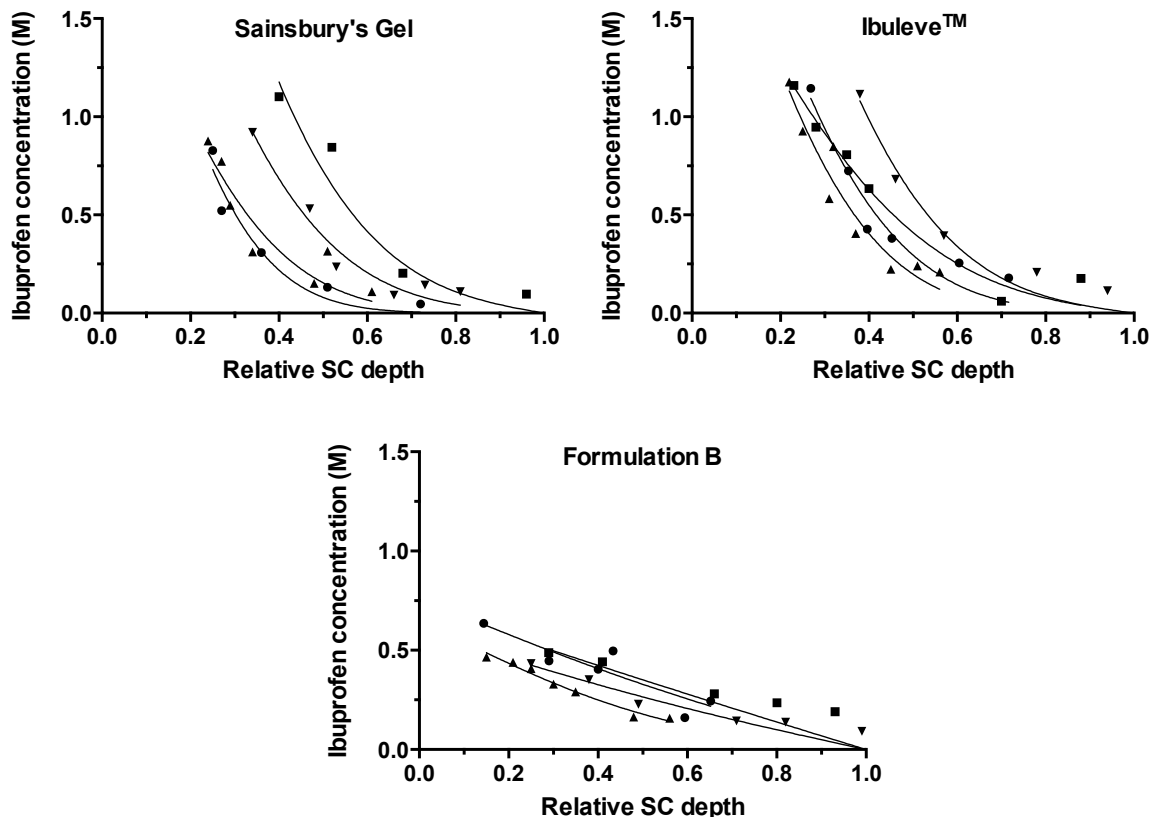 Sainsbury's Gel
Ibuprofen concentration (M)
1.5
1.0
0.5
0.0
0.0 0.2 0.4 0.6 0.8 1.0
Relative SC depth
Ibuleve™
Ibuprofen concentration (M)
1.5
1.0
0.5
0.0
0.0 0.2 0.4 0.6 0.8 1.0
Relative SC depth
Formulation B
Ibuprofen concentration (M)
1.5
1.0
0.5
0.0
0.0 0.2 0.4 0.6 0.8 1.0
Relative SC depth